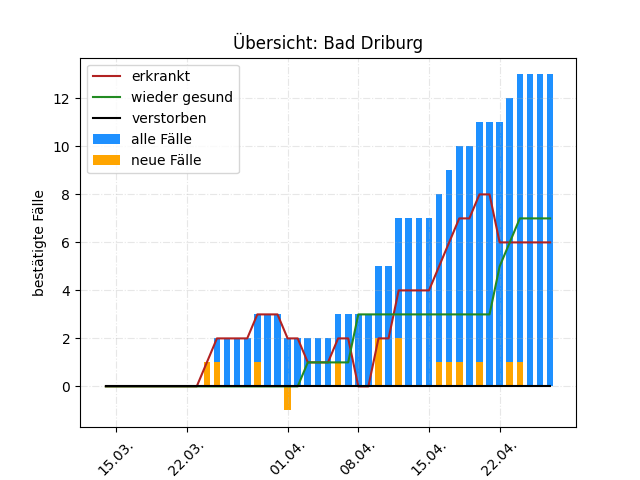 Übersicht: Bad Driburg
erkrankt
wieder gesund
verstorben
alle Fälle
neue Fälle
bestätigte Fälle
12
10
8
6
4
2
0
15.03.
22.03.
01.04.
08.04.
15.04.
22.04.